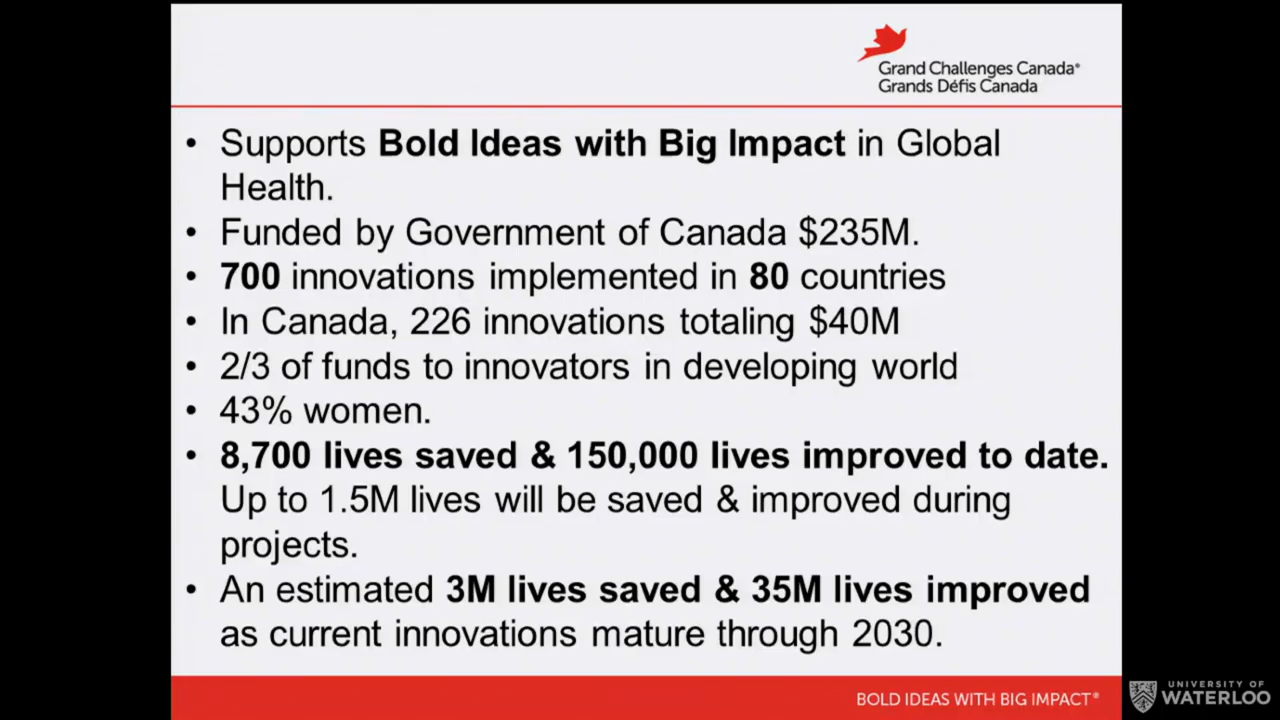 Grand Challenges Canada®
Grands Défis Canada
• Supports Bold Ideas with Big Impact in Global
Health.
• Funded by Government of Canada $235M.
• 700 innovations implemented in 80 countries
• In Canada, 226 innovations totaling $40M
• 2/3 of funds to innovators in developing world
• 43% women.
• 8,700 lives saved & 150,000 lives improved to date.
Up to 1.5M lives will be saved & improved during
projects.
• An estimated 3M lives saved & 35M lives improved
as current innovations mature through 2030.
BOLD IDEAS WITH BIG IMPACT®
UNIVERSITY OF
WATERLOO